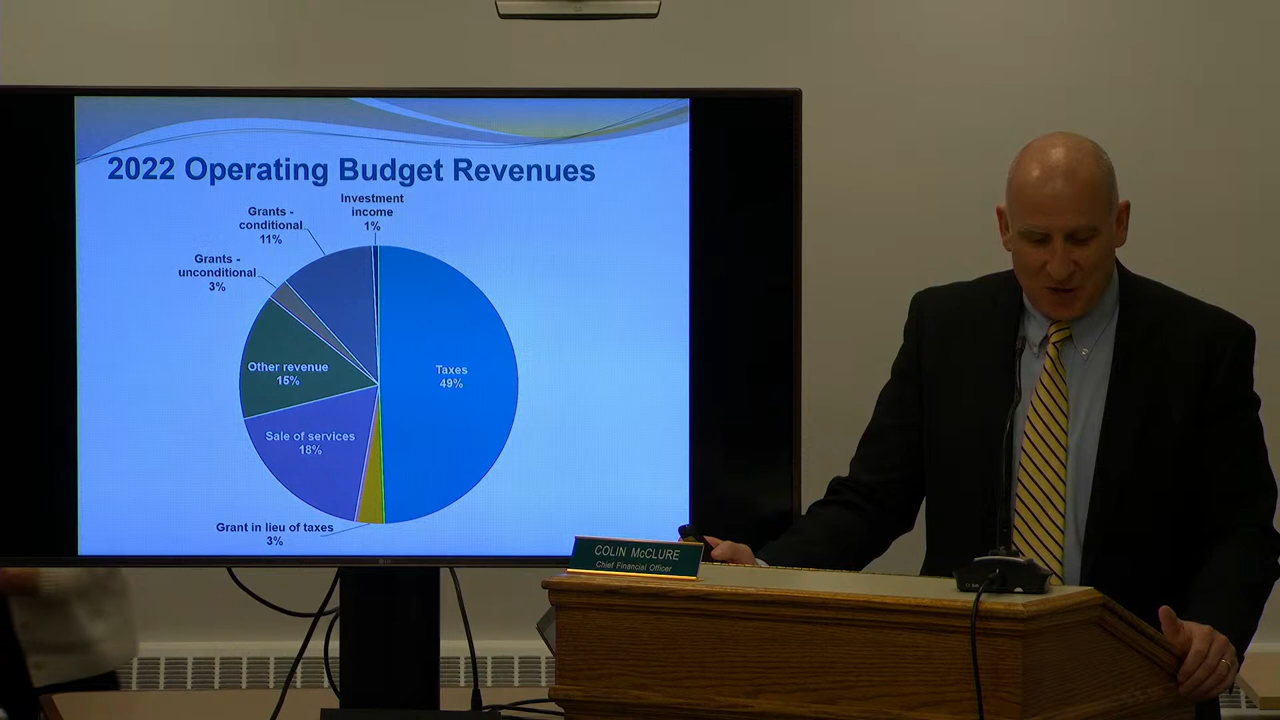 2022 Operating Budget Revenues
Investment
income
1%
Grants -
conditional
11%
Grants -
unconditional
3%
Taxes
49%
Other revenue
15%
Sale of services
18%
Grant in lieu of taxes
3%
COLIN McCLURE
Chief Financial Officer
LG